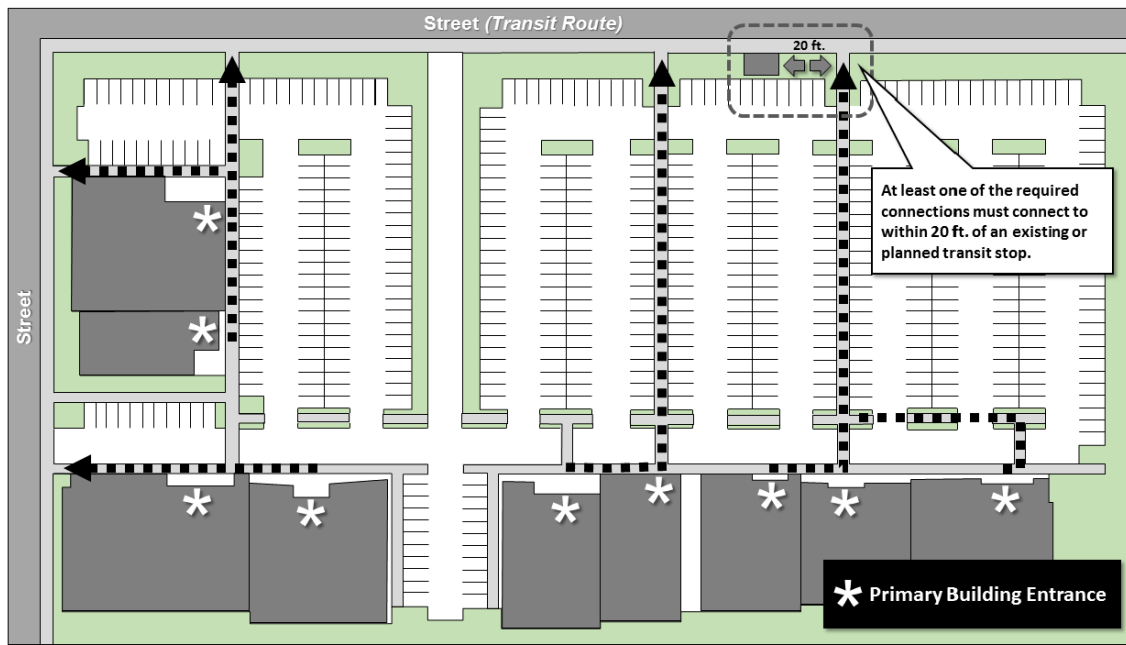 Street (Transit Route)
20 ft.
At least one of the required
connections must connect to
within 20 ft. of an existing or
planned transit stop.
Street
Primary Building Entrance